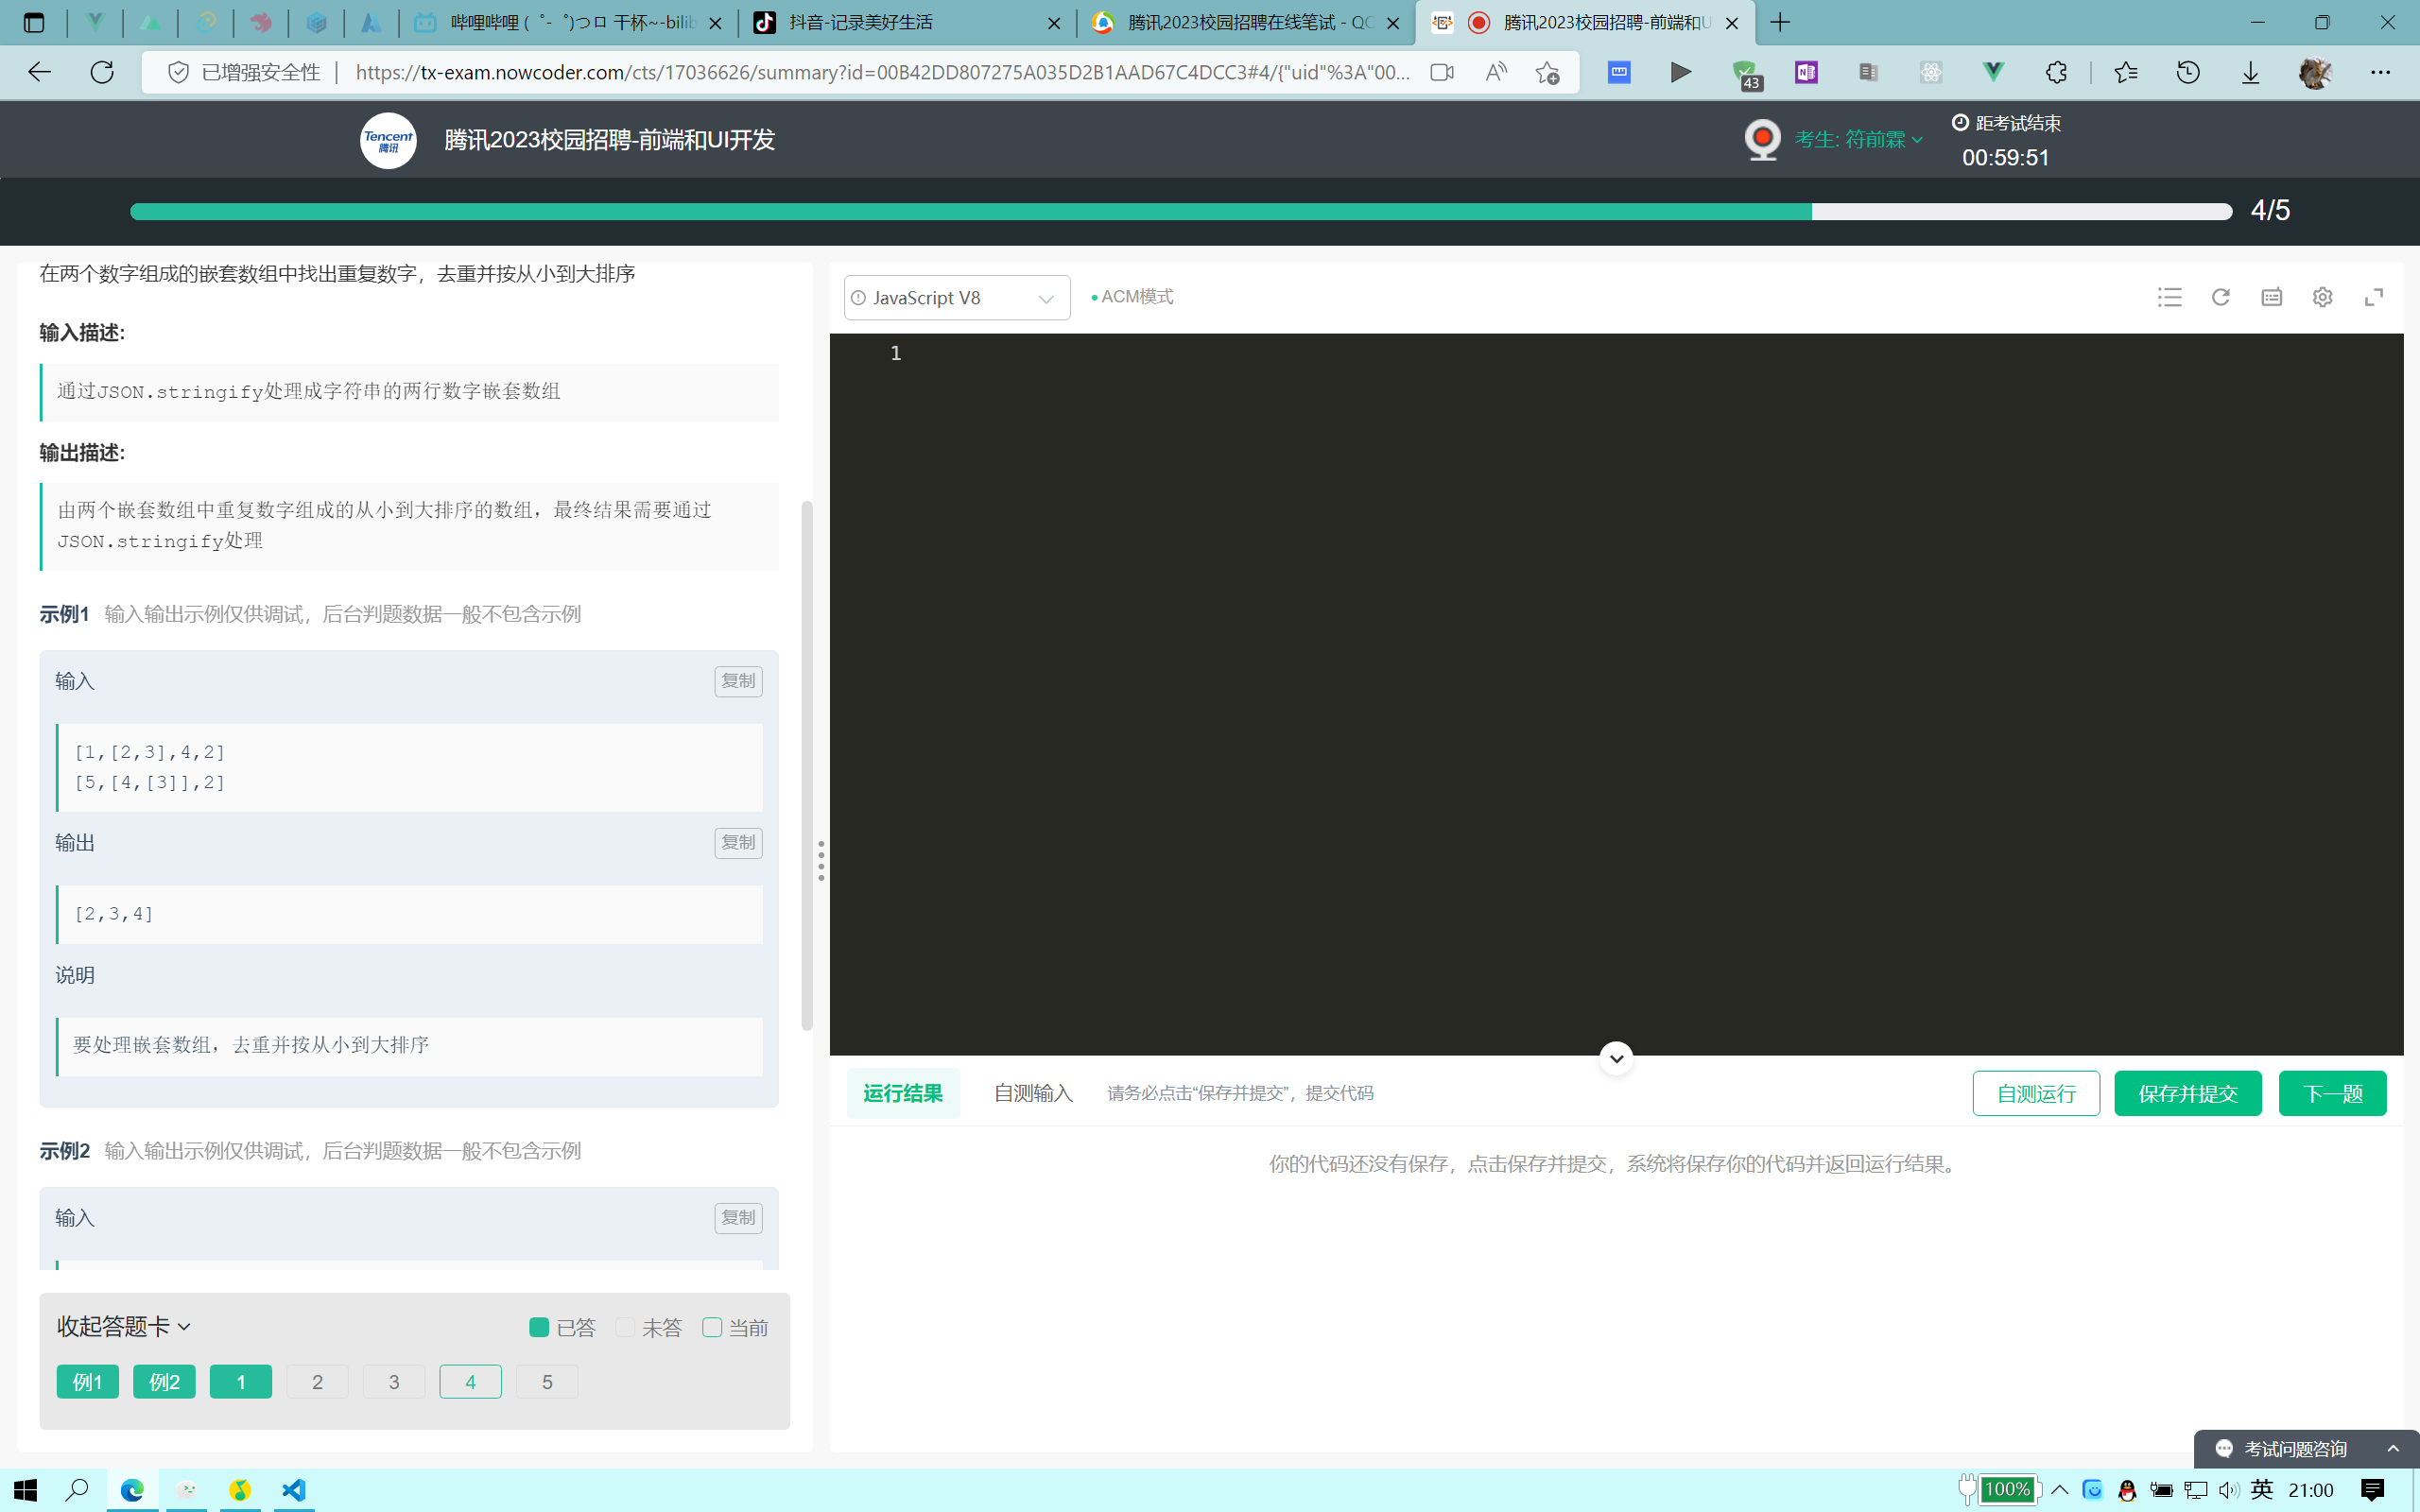 哔哩哔哩 (゜-゜)つロ 干杯~-bilib
抖音-记录美好生活
腾讯2023校园招聘在线笔试 - QC
腾讯2023校园招聘-前端和U
已增强安全性
https://tx-exam.nowcoder.com/cts/17036626/summary?id=00B42DD807275A035D2B1AAD67C4DCC3#4/{"uid"%3A"00...
43
Tencent
腾讯
腾讯2023校园招聘-前端和UI开发
考生: 符前霖
距考试结束
00:59:51
4/5
在两个数字组成的嵌套数组中找出重复数字，去重并按从小到大排序
输入描述:
通过JSON.stringify处理成字符串的两行数字嵌套数组
输出描述:
由两个嵌套数组中重复数字组成的从小到大排序的数组，最终结果需要通过
JSON.stringify处理
示例1 输入输出示例仅供调试，后台判题数据一般不包含示例
输入
复制
[1,[2,3],4,2]
[5,[4,[3]],2]
输出
复制
[2,3,4]
说明
要处理嵌套数组，去重并按从小到大排序
示例2 输入输出示例仅供调试，后台判题数据一般不包含示例
输入
复制
收起答题卡
已答 未答 当前
例1 例2 1 2 3 4 5
JavaScript V8
ACM模式
1
运行结果
自测输入
请务必点击“保存并提交”，提交代码
自测运行
保存并提交
下一题
你的代码还没有保存，点击保存并提交，系统将保存你的代码并返回运行结果。
考试问题咨询
100%
英
21:00